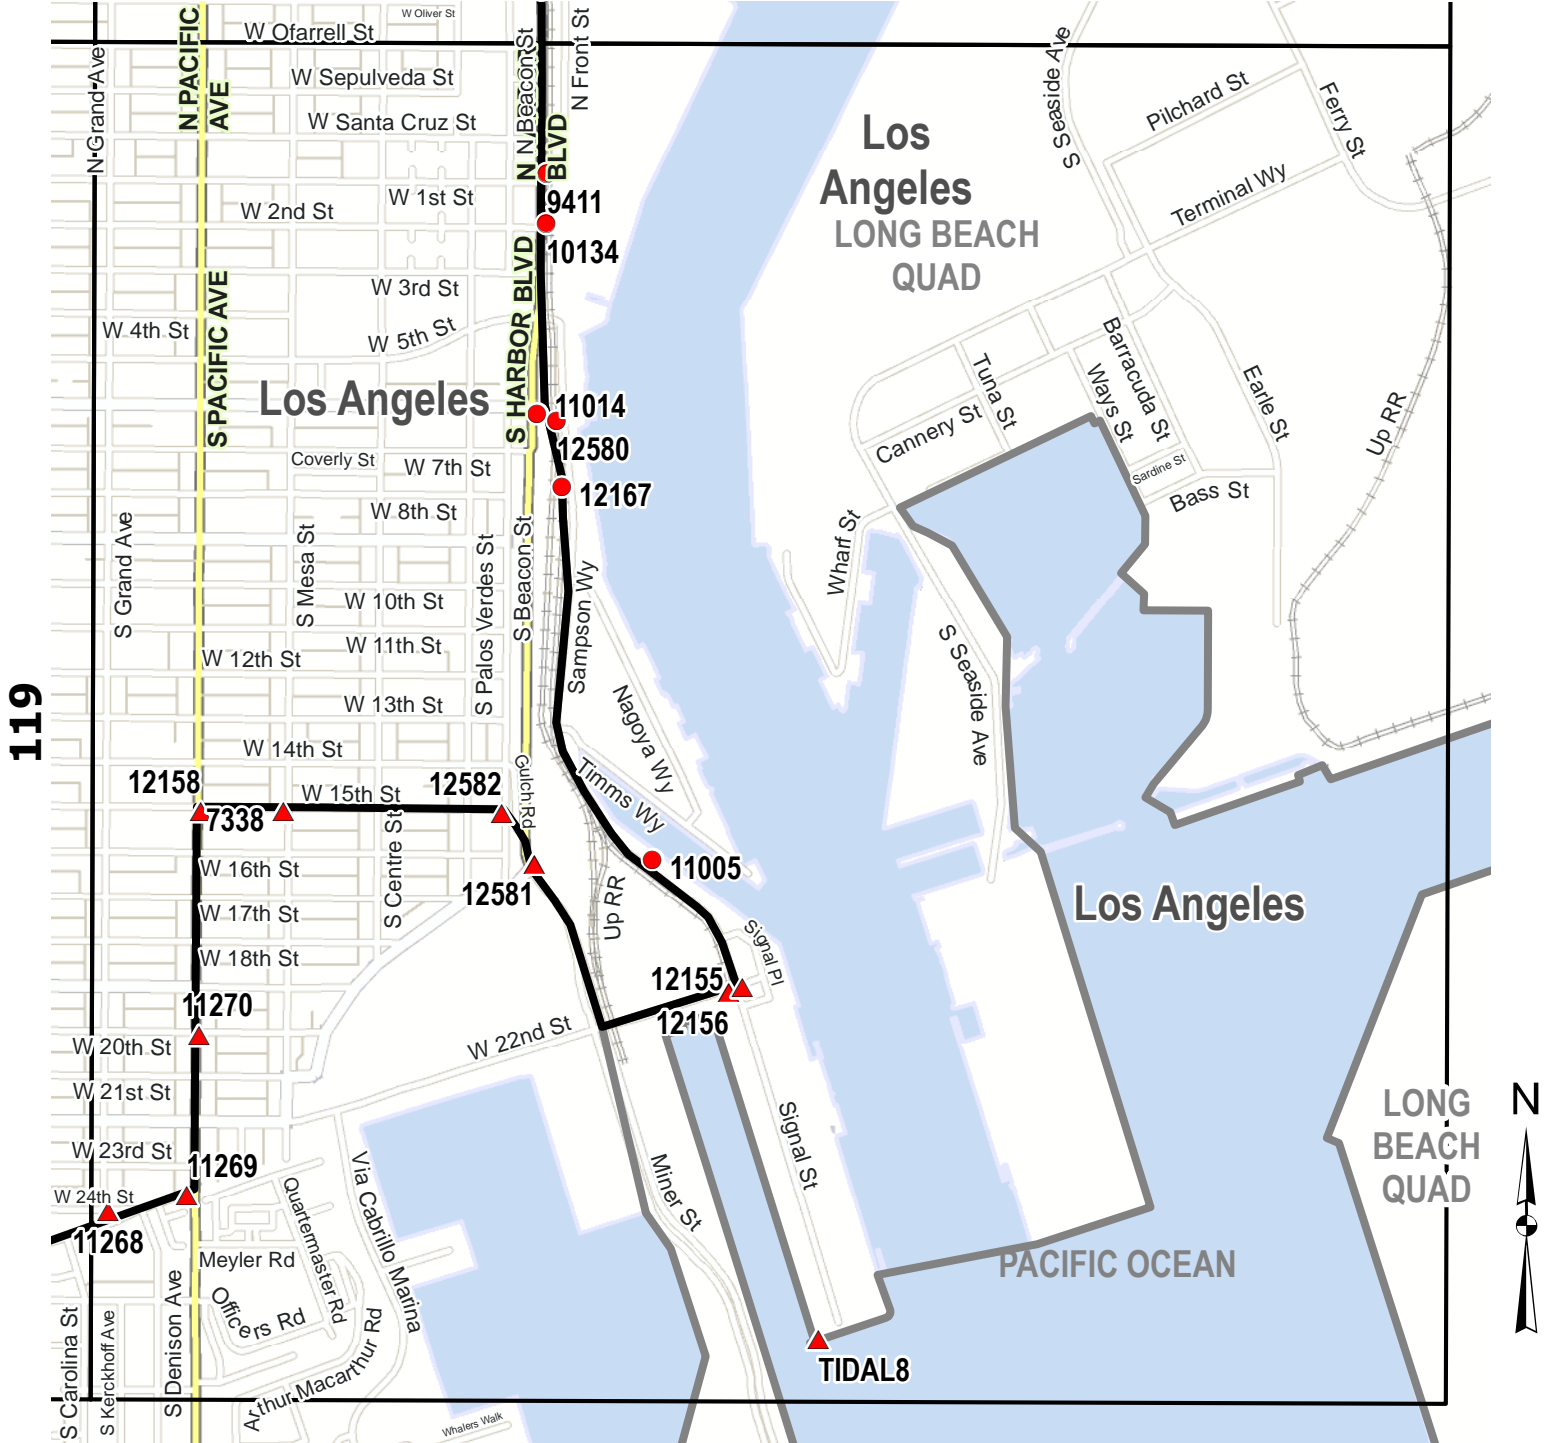 W Oliver St
W Ofarrell St
N Grand Ave
N PACIFIC
AVE
W Sepulveda St
N Beacon St
N Front St
W Santa Cruz St
N
BLVD
W 1st St
W 2nd St
9411
10134
Los
Angeles
LONG BEACH
QUAD
S Seaside Ave
Pilchard St
Ferry St
Terminal Wy
W 3rd St
W 4th St
W 5th St
S PACIFIC AVE
S HARBOR BLVD
Los Angeles
11014
12580
12167
Coverly St
W 7th St
W 8th St
Tuna St
Cannery St
Ways St
Barracuda St
Sardine St
Bass St
Earle St
Up RR
Wharf St
S Grand Ave
S Mesa St
S Palos Verdes St
S Beacon St
Sampson Wy
W 10th St
W 11th St
W 12th St
W 13th St
W 14th St
S Seaside Ave
Nagoya Wy
119
12158
12582
7338
W 15th St
Gulch Rd
Timms Wy
S Centre St
W 16th St
12581
11005
W 17th St
W 18th St
Up RR
Los Angeles
Signal Pl
11270
12155
12156
W 20th St
W 22nd St
W 21st St
W 23rd St
11269
W 24th St
11268
Quartermaster Rd
Via Cabrillo Marina
Miner St
Signal St
LONG
BEACH
QUAD
N
Meyler Rd
Officers Rd
PACIFIC OCEAN
S Carolina St
S Kerckhoff Ave
S Denison Ave
Arthur Macarthur Rd
TIDAL8
Whalers Walk